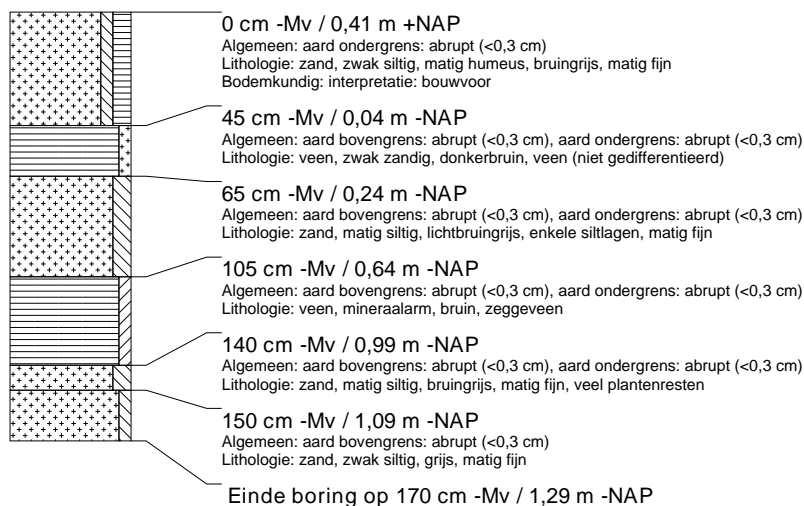 0 cm -Mv / 0,41 m +NAP
Algemeen: aard ondergrens: abrupt (<0,3 cm)
Lithologie: zand, zwak siltig, matig humeus, bruingrijs, matig fijn
Bodemkundig: interpretatie: bouwvoor
45 cm -Mv / 0,04 m -NAP
Algemeen: aard bovengrens: abrupt (<0,3 cm), aard ondergrens: abrupt (<0,3 cm)
Lithologie: veen, zwak zandig, donkerbruin, veen (niet gedifferentieerd)
65 cm -Mv / 0,24 m -NAP
Algemeen: aard bovengrens: abrupt (<0,3 cm), aard ondergrens: abrupt (<0,3 cm)
Lithologie: zand, matig siltig, lichtbruingrijs, enkele siltlagen, matig fijn
105 cm -Mv / 0,64 m -NAP
Algemeen: aard bovengrens: abrupt (<0,3 cm), aard ondergrens: abrupt (<0,3 cm)
Lithologie: veen, mineraalarm, bruin, zeggeveen
140 cm -Mv / 0,99 m -NAP
Algemeen: aard bovengrens: abrupt (<0,3 cm), aard ondergrens: abrupt (<0,3 cm)
Lithologie: zand, matig siltig, bruingrijs, matig fijn, veel plantenresten
150 cm -Mv / 1,09 m -NAP
Algemeen: aard bovengrens: abrupt (<0,3 cm)
Lithologie: zand, zwak siltig, grijs, matig fijn
Einde boring op 170 cm -Mv / 1,29 m -NAP